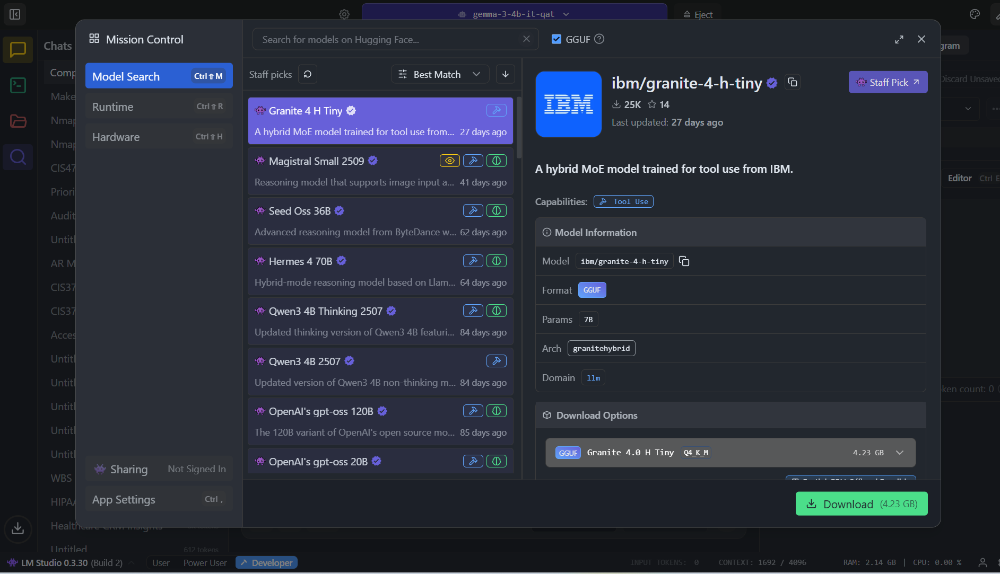 gemma-3-4b-it-qat
Eject
Mission Control
Search for models on Hugging Face...
GGUF
Chats
Model Search Ctrl⇧M
Runtime Ctrl⇧R
Hardware Ctrl⇧H
Sharing Not Signed In
App Settings Ctrl ,
Staff picks
Best Match
Granite 4 H Tiny
A hybrid MoE model trained for tool use from... 27 days ago
Magistral Small 2509
Reasoning model that supports image input a... 41 days ago
Seed Oss 36B
Advanced reasoning model from ByteDance w... 62 days ago
Hermes 4 70B
Hybrid-mode reasoning model based on Llam... 64 days ago
Qwen3 4B Thinking 2507
Updated thinking version of Qwen3 4B featuri... 84 days ago
Qwen3 4B 2507
Updated version of Qwen3 4B non-thinking m... 84 days ago
OpenAI's gpt-oss 120B
The 120B variant of OpenAI's open source mo... 85 days ago
OpenAI's gpt-oss 20B
IBM
ibm/granite-4-h-tiny
25K 14
Last updated: 27 days ago
Staff Pick
A hybrid MoE model trained for tool use from IBM.
Capabilities: Tool Use
Model Information
Model ibm/granite-4-h-tiny
Format GGUF
Params 7B
Arch granitehybrid
Domain llm
Download Options
GGUF Granite 4.0 H Tiny Q4_K_M 4.23 GB
Download (4.23 GB)
Comp
Make
Nmap
Nmap
CIS47
Priori
Audit
Untitl
AR M
CIS37
CIS37
Acces
Untitl
Untitl
Untitl
Untitl
Untitl
WBS
HIPAA
Healthcare CRM Insights
Untitled 612 tokens
gram
Discard Unsaved
Editor Ctrl E
ken count: 0
LM Studio 0.3.30 (Build 2)
User Power User Developer
INPUT TOKENS: 0 CONTEXT: 1692 / 4096 RAM: 2.14 GB | CPU: 0.00 %